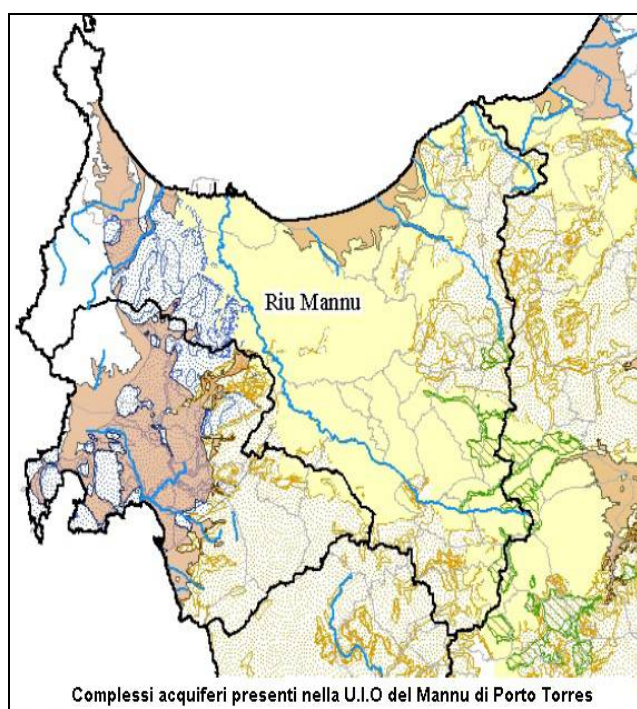 Riu Mannu
Complessi acquiferi presenti nella U.I.O del Mannu di Porto Torres